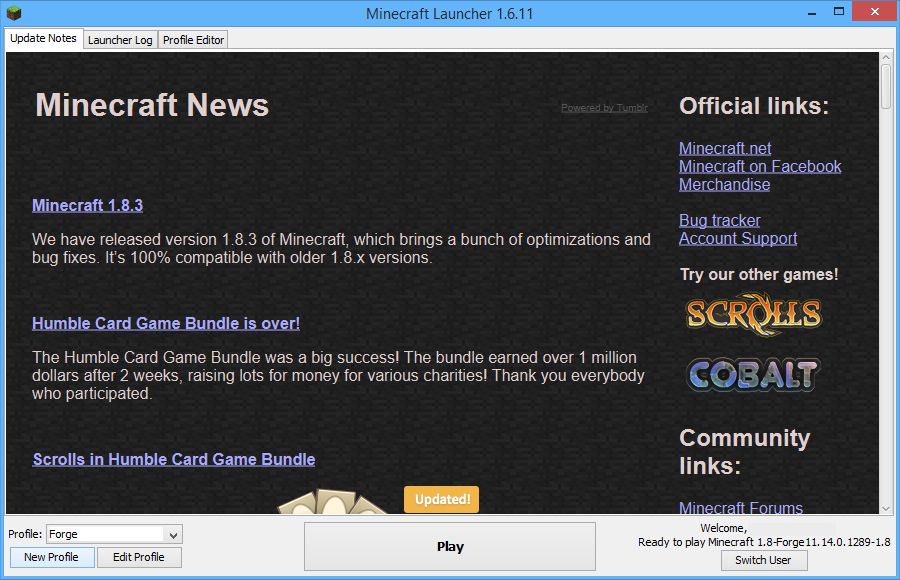 Minecraft Launcher 1.6.11
Update Notes
Launcher Log
Profile Editor
Minecraft News
Powered by Tumblr
Minecraft 1.8.3
We have released version 1.8.3 of Minecraft, which brings a bunch of optimizations and
bug fixes. It's 100% compatible with older 1.8.x versions.
Humble Card Game Bundle is over!
The Humble Card Game Bundle was a big success! The bundle earned over 1 million
dollars after 2 weeks, raising lots for money for various charities! Thank you everybody
who participated.
Scrolls in Humble Card Game Bundle
Updated!
Official links:
Minecraft.net
Minecraft on Facebook
Merchandise
Bug tracker
Account Support
Try our other games!
SCROLLS
COBALT
Community
links:
Minecraft Forums
Profile: Forge
New Profile
Edit Profile
Play
Welcome,
Ready to play Minecraft 1.8-Forge11.14.0.1289-1.8
Switch User